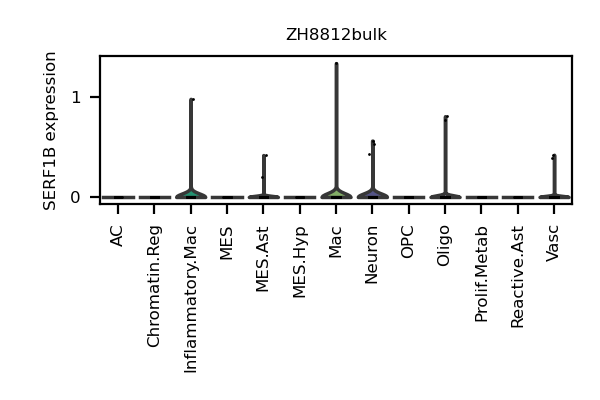 ZH8812bulk
SERF1B expression
1
0
AC
Chromatin.Reg
Inflammatory.Mac
MES
MES.Ast
MES.Hyp
Mac
Neuron
OPC
Oligo
Prolif.Metab
Reactive.Ast
Vasc